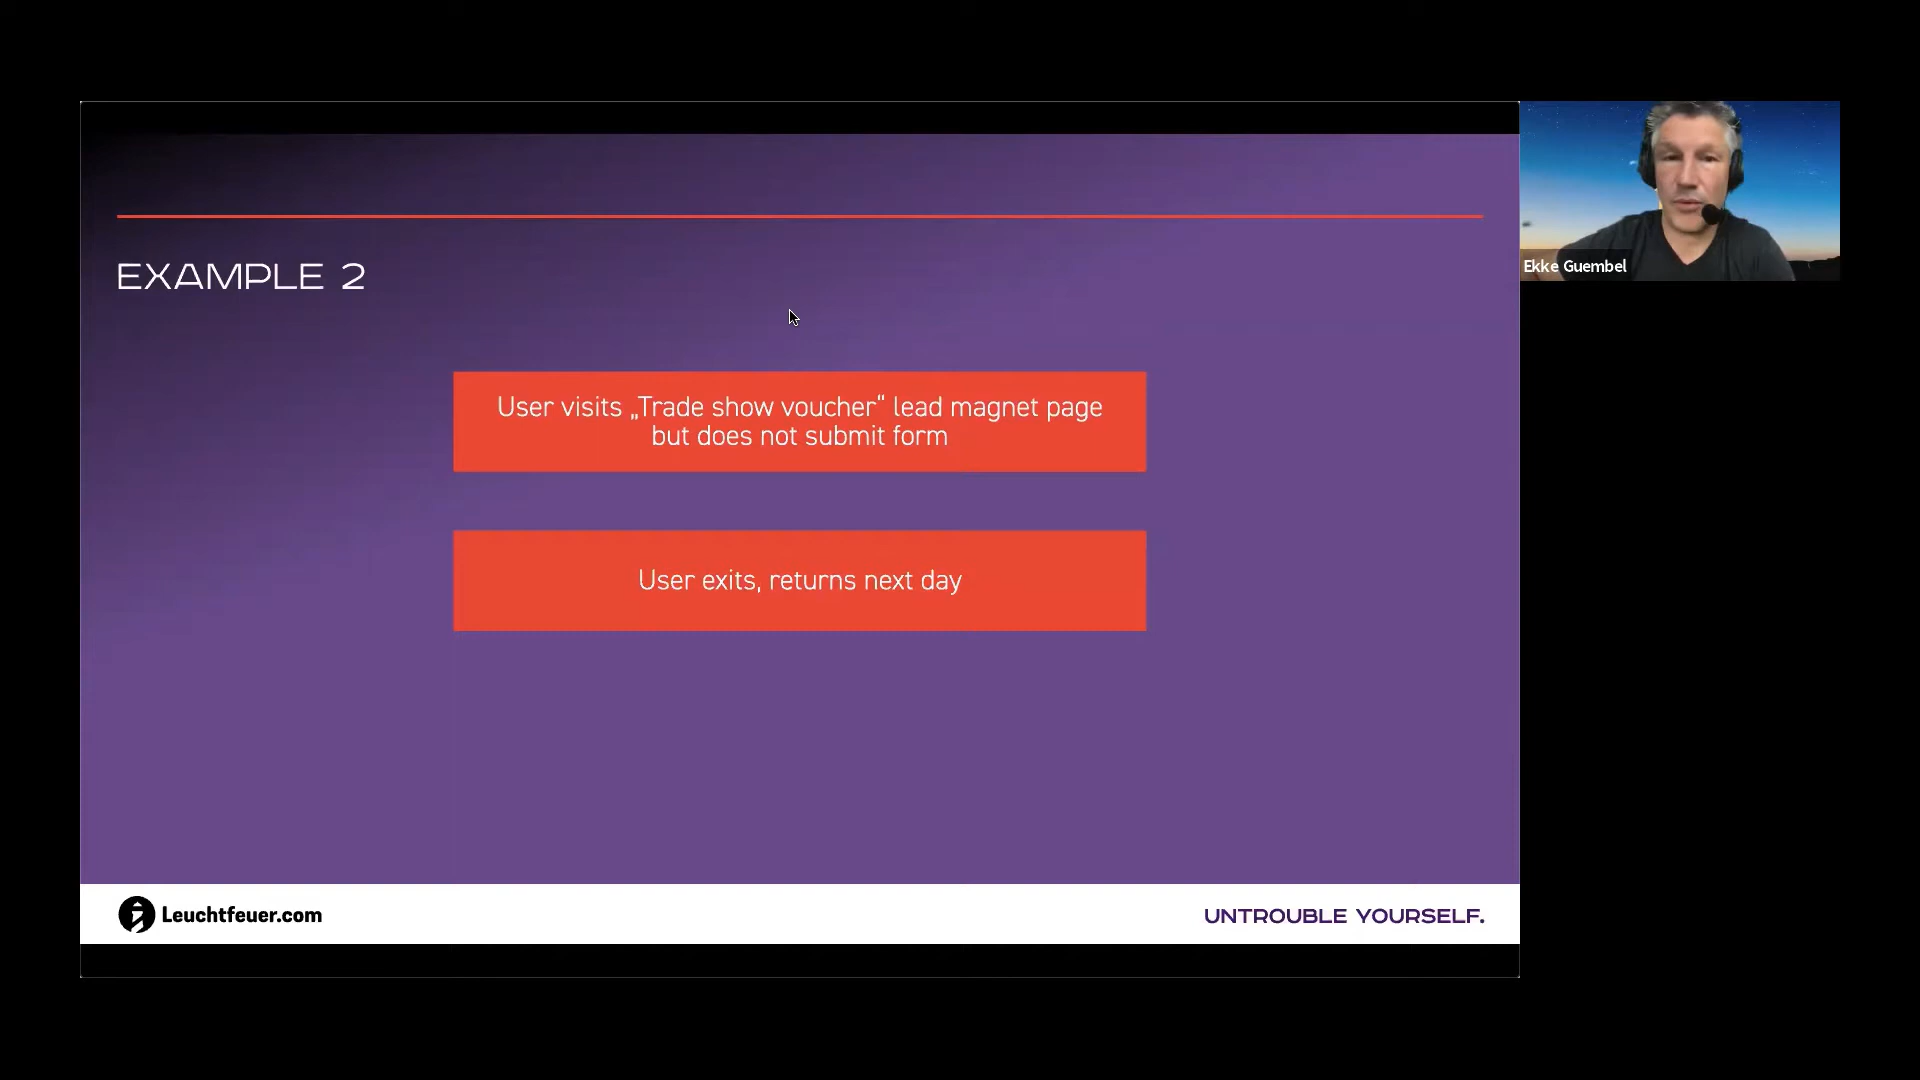 EXAMPLE 2
User visits „Trade show voucher“ lead magnet page
but does not submit form
User exits, returns next day
Leuchtfeuer.com
UNTROUBLE YOURSELF.
Ekke Guembel